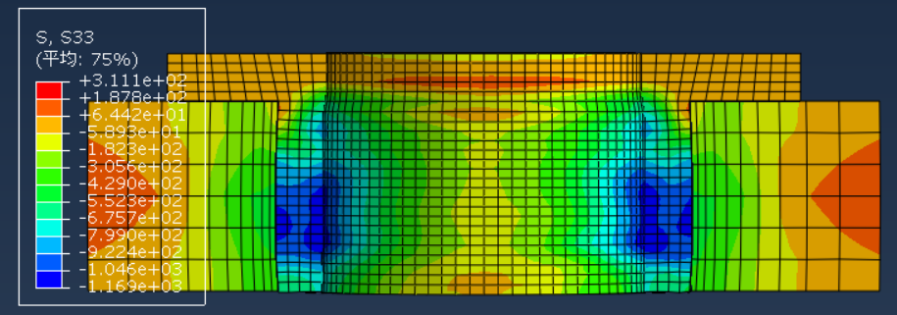 S, S33
(平均: 75%)
+3.111e+02
+1.878e+02
+6.442e+01
-5.893e+01
-1.823e+02
-3.056e+02
-4.290e+02
-5.523e+02
-6.757e+02
-7.990e+02
-9.224e+02
-1.046e+03
-1.169e+03